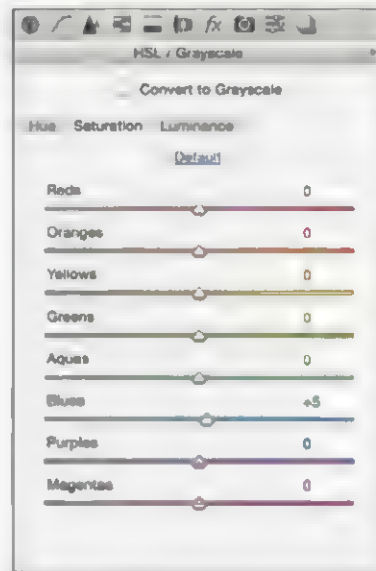 fx
HSL / Grayscale
Convert to Grayscale
Hue Saturation Luminance
Default
Reds 0
Oranges 0
Yellows 0
Greens 0
Aquas 0
Blues +5
Purples 0
Magentas 0